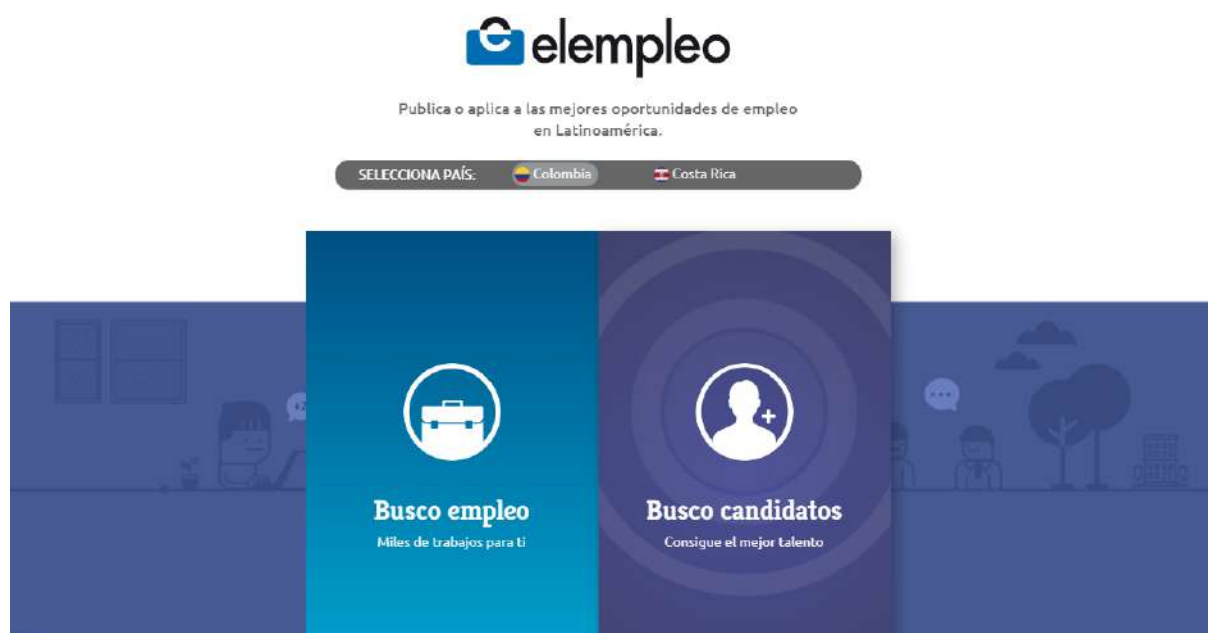 elempleo
Publica o aplica a las mejores oportunidades de empleo
en Latinoamérica.
SELECCIONA PAÍS: Colombia Costa Rica
Busco empleo
Miles de trabajos para ti
Busco candidatos
Consigue el mejor talento